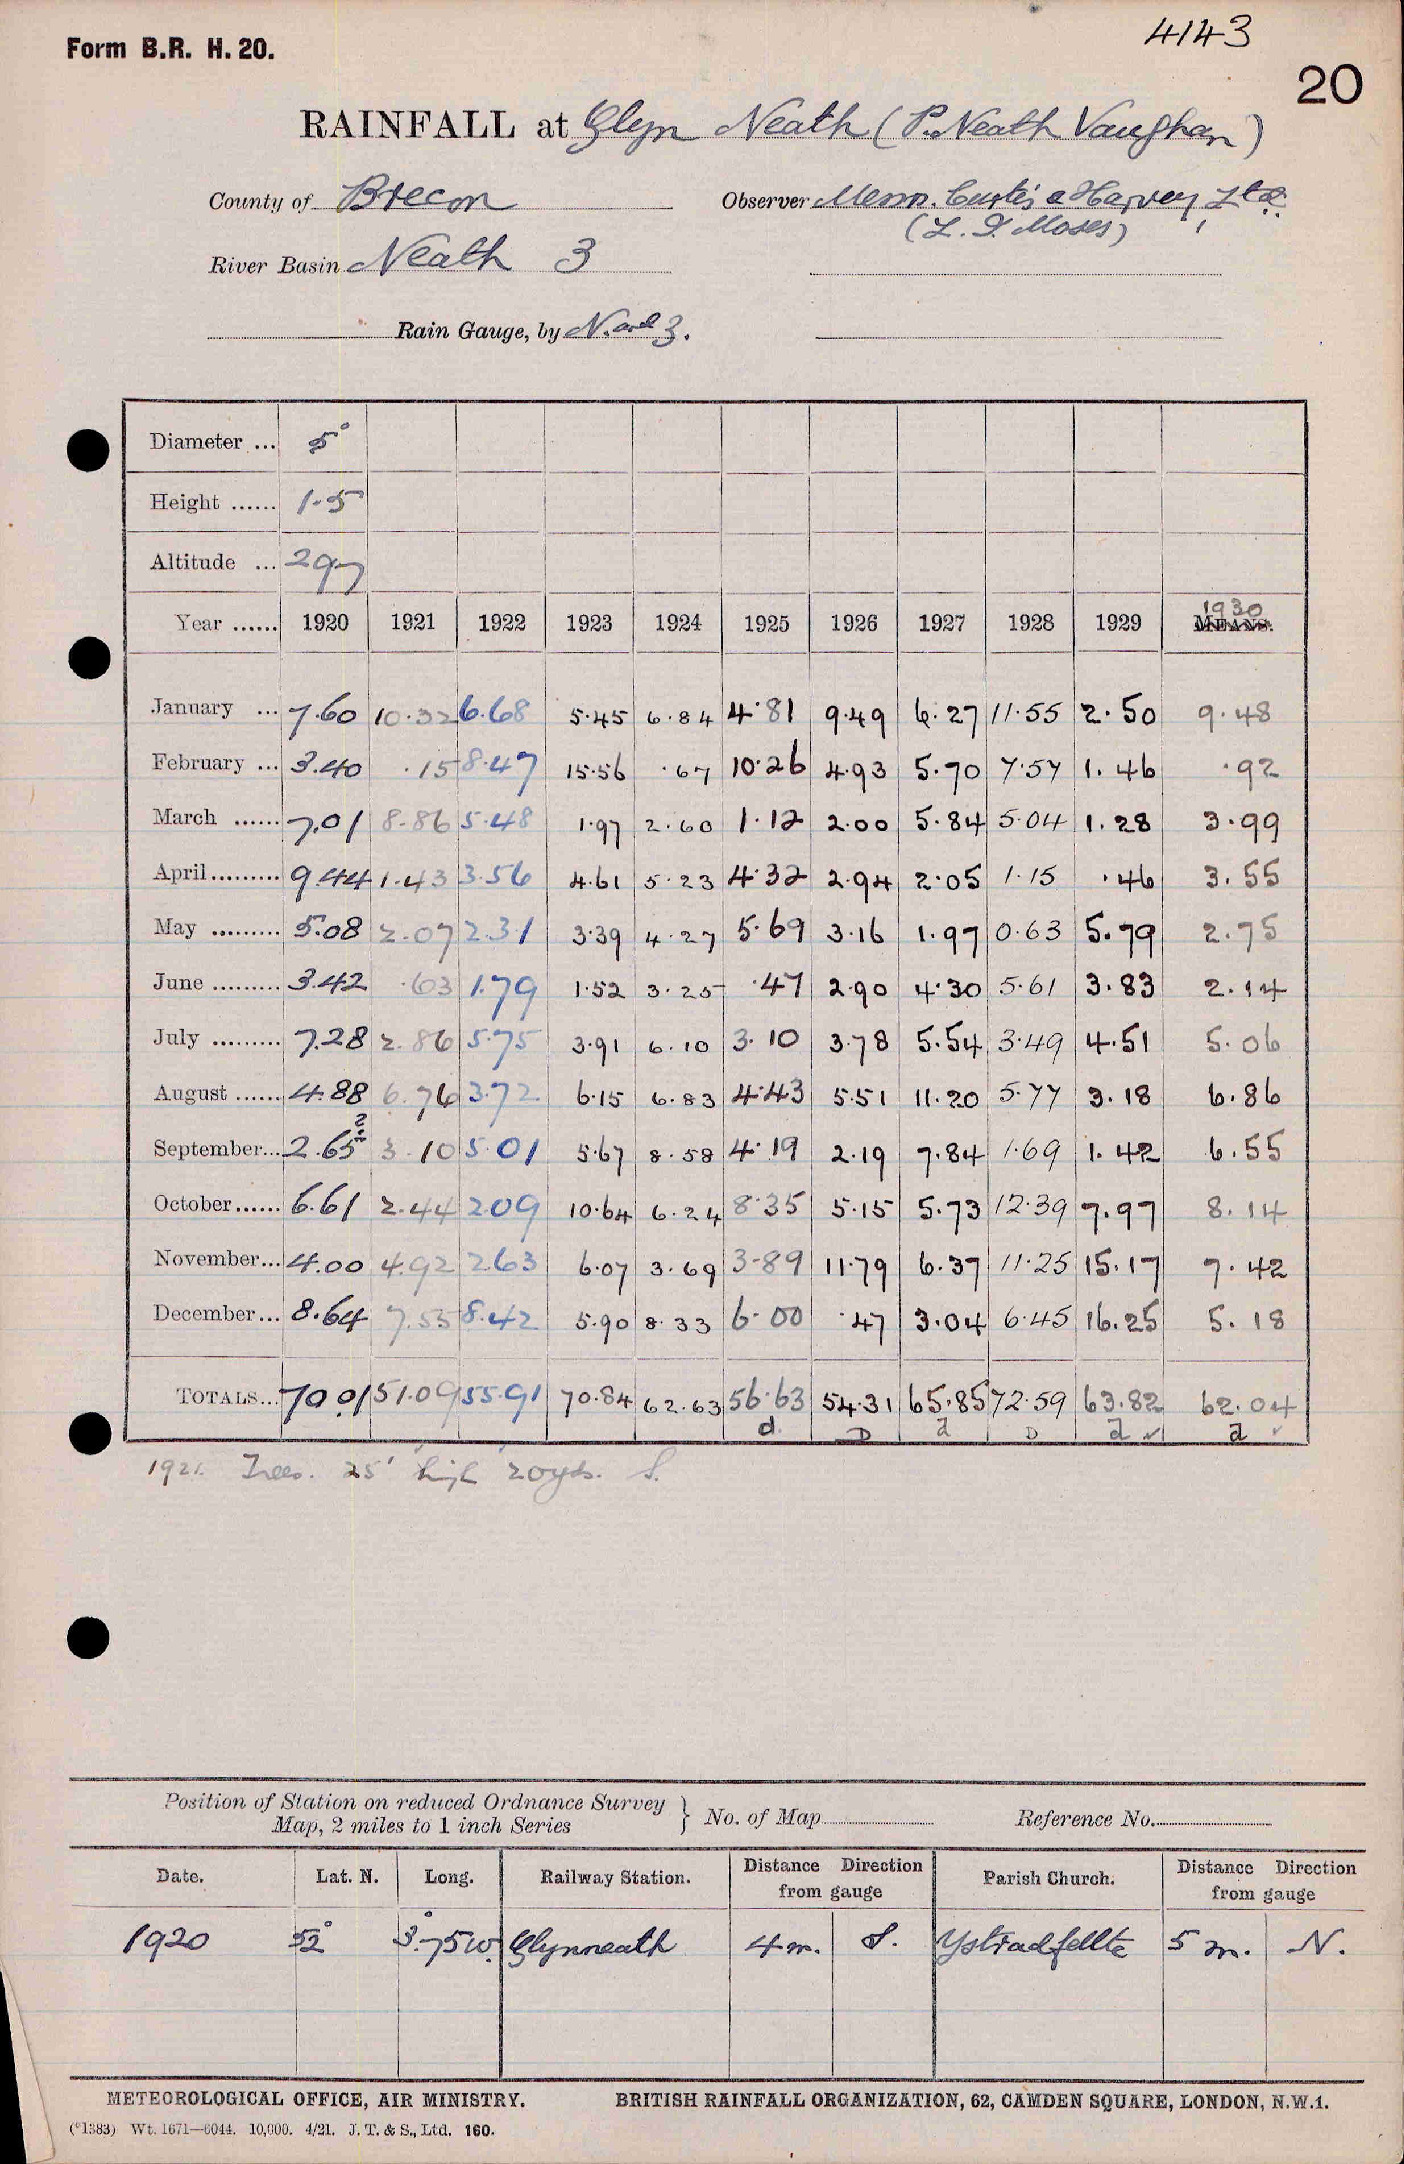 Form B.R. H. 20.
4143
20
RAINFALL at Glyn Neath (P. Neath Vaughan)
County of Brecon Observer Messrs. Curtis & Harvey, Ltd.
(L. D. Moses)
River Basin Neath 3
Rain Gauge, by N. and Z.
Diameter ... 5"
Height ...... 1.5
Altitude ... 297
Year ...... 1920 1921 1922 1923 1924 1925 1926 1927 1928 1929 1930 MEANS.
January ... 7.60 10.32 6.68 5.45 6.84 4.81 9.49 6.27 11.55 2.50 9.48
February ... 3.40 .15 8.47 15.56 .67 10.26 4.93 5.70 7.57 1.46 .92
March ...... 7.01 8.86 5.48 1.97 2.60 1.12 2.00 5.84 5.04 1.28 3.99
April ......... 9.44 1.43 3.56 4.61 5.23 4.32 2.94 2.05 1.15 .46 3.55
May ......... 5.08 2.07 2.31 3.39 4.27 5.69 3.16 1.97 0.63 5.79 2.75
June ......... 3.42 .63 1.79 1.52 3.25 .47 2.90 4.30 5.61 3.83 2.14
July ......... 7.28 2.86 5.75 3.91 6.10 3.10 3.78 5.54 3.49 4.51 5.06
August ...... 4.88 6.76 3.72 6.15 6.83 4.43 5.51 11.20 5.77 3.18 6.86
September... 2.65 3.10 5.01 5.67 8.58 4.19 2.19 7.84 1.69 1.42 6.55
October ...... 6.61 2.44 2.09 10.64 6.24 8.35 5.15 5.73 12.39 7.97 8.14
November... 4.00 4.92 2.63 6.07 3.69 3.89 11.79 6.37 11.25 15.17 7.42
December... 8.64 7.55 8.42 5.90 8.33 6.00 .47 3.04 6.45 16.25 5.18
TOTALS... 70.01 51.09 55.91 70.84 62.63 56.63 54.31 65.85 72.59 63.82 62.04
d D d D d ✓ d ✓
1921. Trees. 25' high 20yds. S.
Position of Station on reduced Ordnance Survey
Map, 2 miles to 1 inch Series } No. of Map Reference No.
Date. Lat. N. Long. Railway Station. Distance Direction from gauge Parish Church. Distance Direction from gauge
1920 52° 3°.75W. Glynneath 4 m. S. Ystradfellte 5 m. N.
METEOROLOGICAL OFFICE, AIR MINISTRY. BRITISH RAINFALL ORGANIZATION, 62, CAMDEN SQUARE, LONDON, N.W.1.
(*1383) Wt. 1671—6044. 10,000. 4/21. J. T. & S., Ltd. 160.